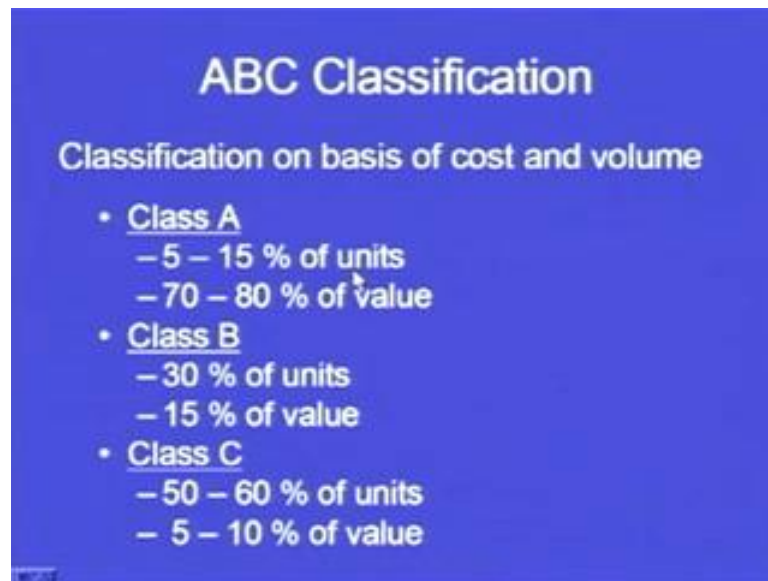 ABC Classification
Classification on basis of cost and volume
• Class A
– 5 – 15 % of units
– 70 – 80 % of value
• Class B
– 30 % of units
– 15 % of value
• Class C
– 50 – 60 % of units
– 5 – 10 % of value